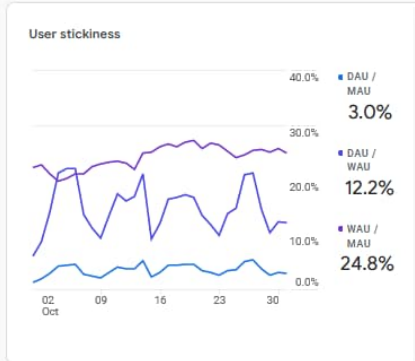 User stickiness
40.0%
30.0%
20.0%
10.0%
0.0%
02
Oct
09
16
23
30
DAU /
MAU
3.0%
DAU /
WAU
12.2%
WAU /
MAU
24.8%